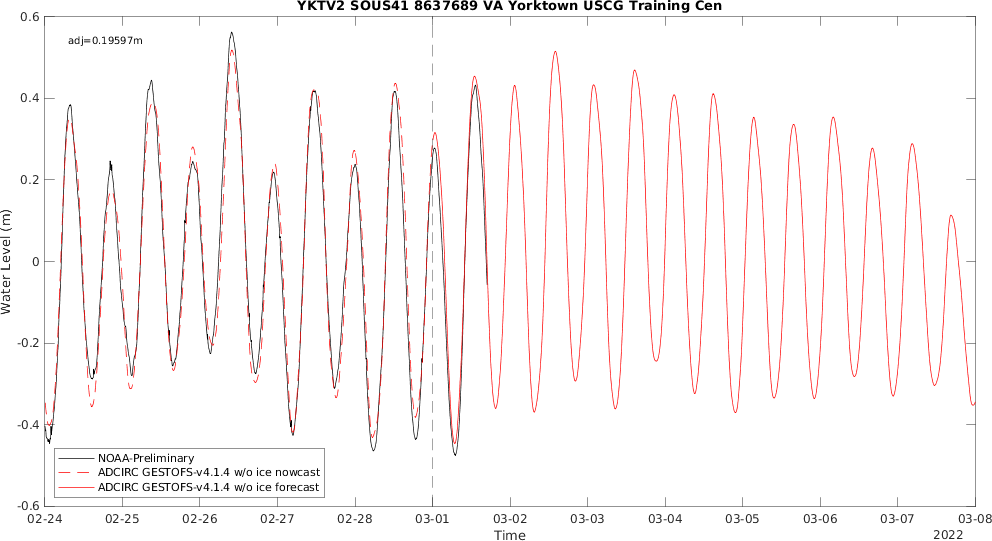 YKTV2 SOUS41 8637689 VA Yorktown USCG Training Cen
adj=0.19597m
0.6
0.4
0.2
0
-0.2
-0.4
-0.6
Water Level (m)
NOAA-Preliminary
ADCIRC GESTOFS-v4.1.4 w/o ice nowcast
ADCIRC GESTOFS-v4.1.4 w/o ice forecast
02-24 02-25 02-26 02-27 02-28 03-01 03-02 03-03 03-04 03-05 03-06 03-07 03-08
Time
2022